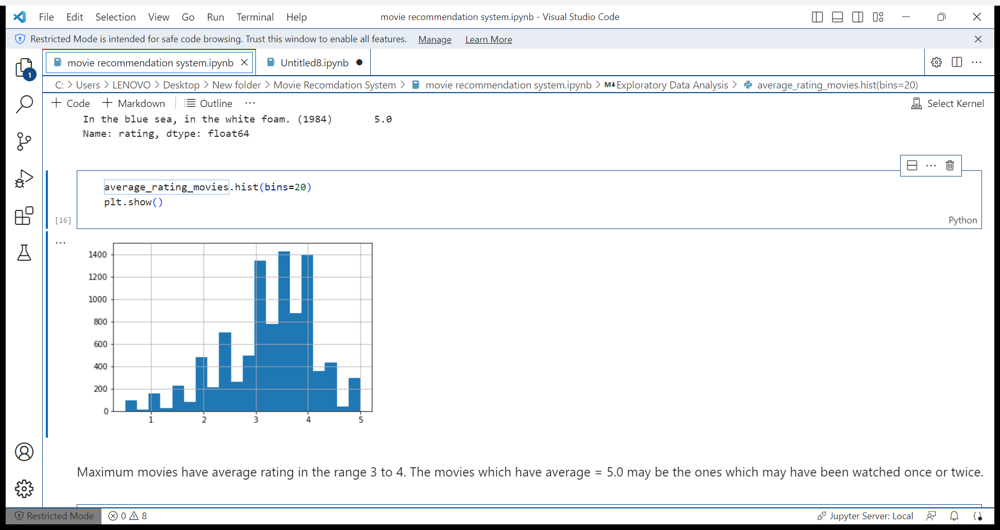 File Edit Selection View Go Run Terminal Help movie recommendation system.ipynb - Visual Studio Code
Restricted Mode is intended for safe code browsing. Trust this window to enable all features. Manage Learn More
1
movie recommendation system.ipynb Untitled8.ipynb
C: > Users > LENOVO > Desktop > New folder > Movie Recomdation System > movie recommendation system.ipynb > M↓Exploratory Data Analysis > average_rating_movies.hist(bins=20)
+ Code + Markdown Outline ... Select Kernel
In the blue sea, in the white foam. (1984) 5.0
Name: rating, dtype: float64
average_rating_movies.hist(bins=20)
plt.show()
[16] Python
...
1400
1200
1000
800
600
400
200
0
1 2 3 4 5
Maximum movies have average rating in the range 3 to 4. The movies which have average = 5.0 may be the ones which may have been watched once or twice.
Restricted Mode 0 8 Jupyter Server: Local